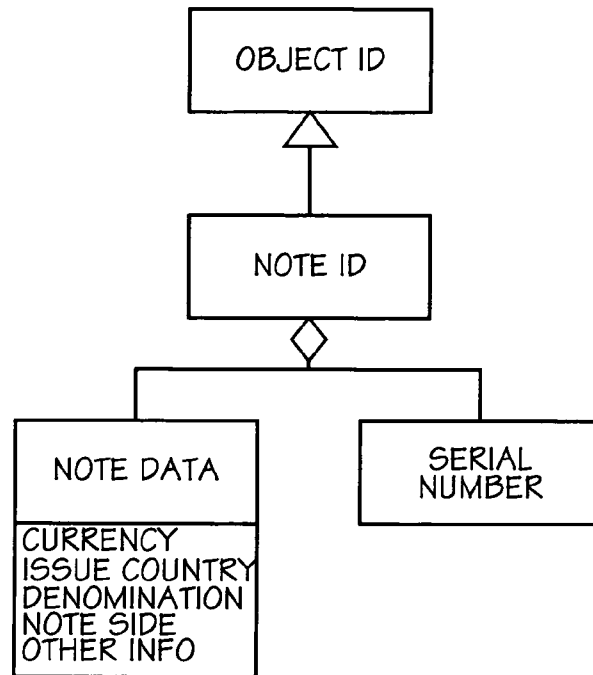 OBJECT ID
NOTE ID
NOTE DATA
CURRENCY
ISSUE COUNTRY
DENOMINATION
NOTE SIDE
OTHER INFO
SERIAL
NUMBER